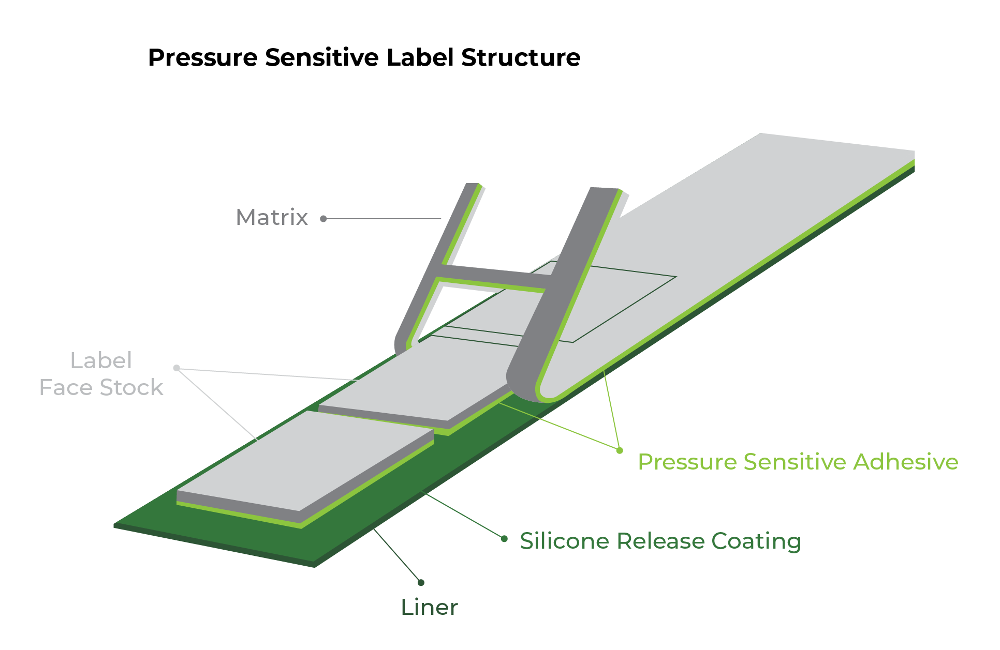 Pressure Sensitive Label Structure
Matrix
Label
Face Stock
Pressure Sensitive Adhesive
Silicone Release Coating
Liner